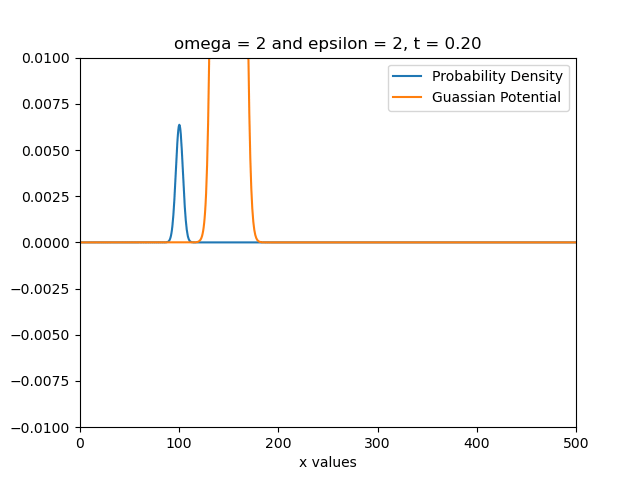 omega = 2 and epsilon = 2, t = 0.20
Probability Density
Guassian Potential
0.0100
0.0075
0.0050
0.0025
0.0000
−0.0025
−0.0050
−0.0075
−0.0100
0 100 200 300 400 500
x values